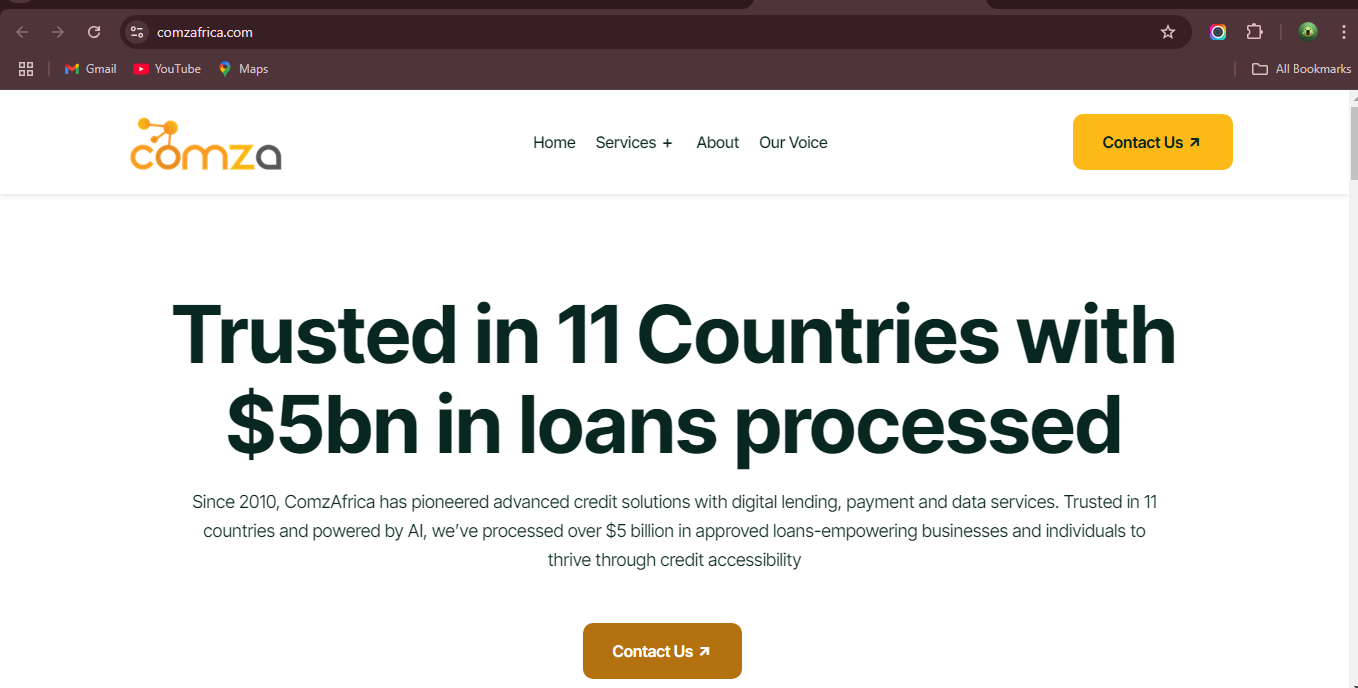 comzafrica.com
Gmail
YouTube
Maps
All Bookmarks
comza
Home
Services +
About
Our Voice
Contact Us
Trusted in 11 Countries with
$5bn in loans processed
Since 2010, ComzAfrica has pioneered advanced credit solutions with digital lending, payment and data services. Trusted in 11
countries and powered by AI, we’ve processed over $5 billion in approved loans-empowering businesses and individuals to
thrive through credit accessibility
Contact Us